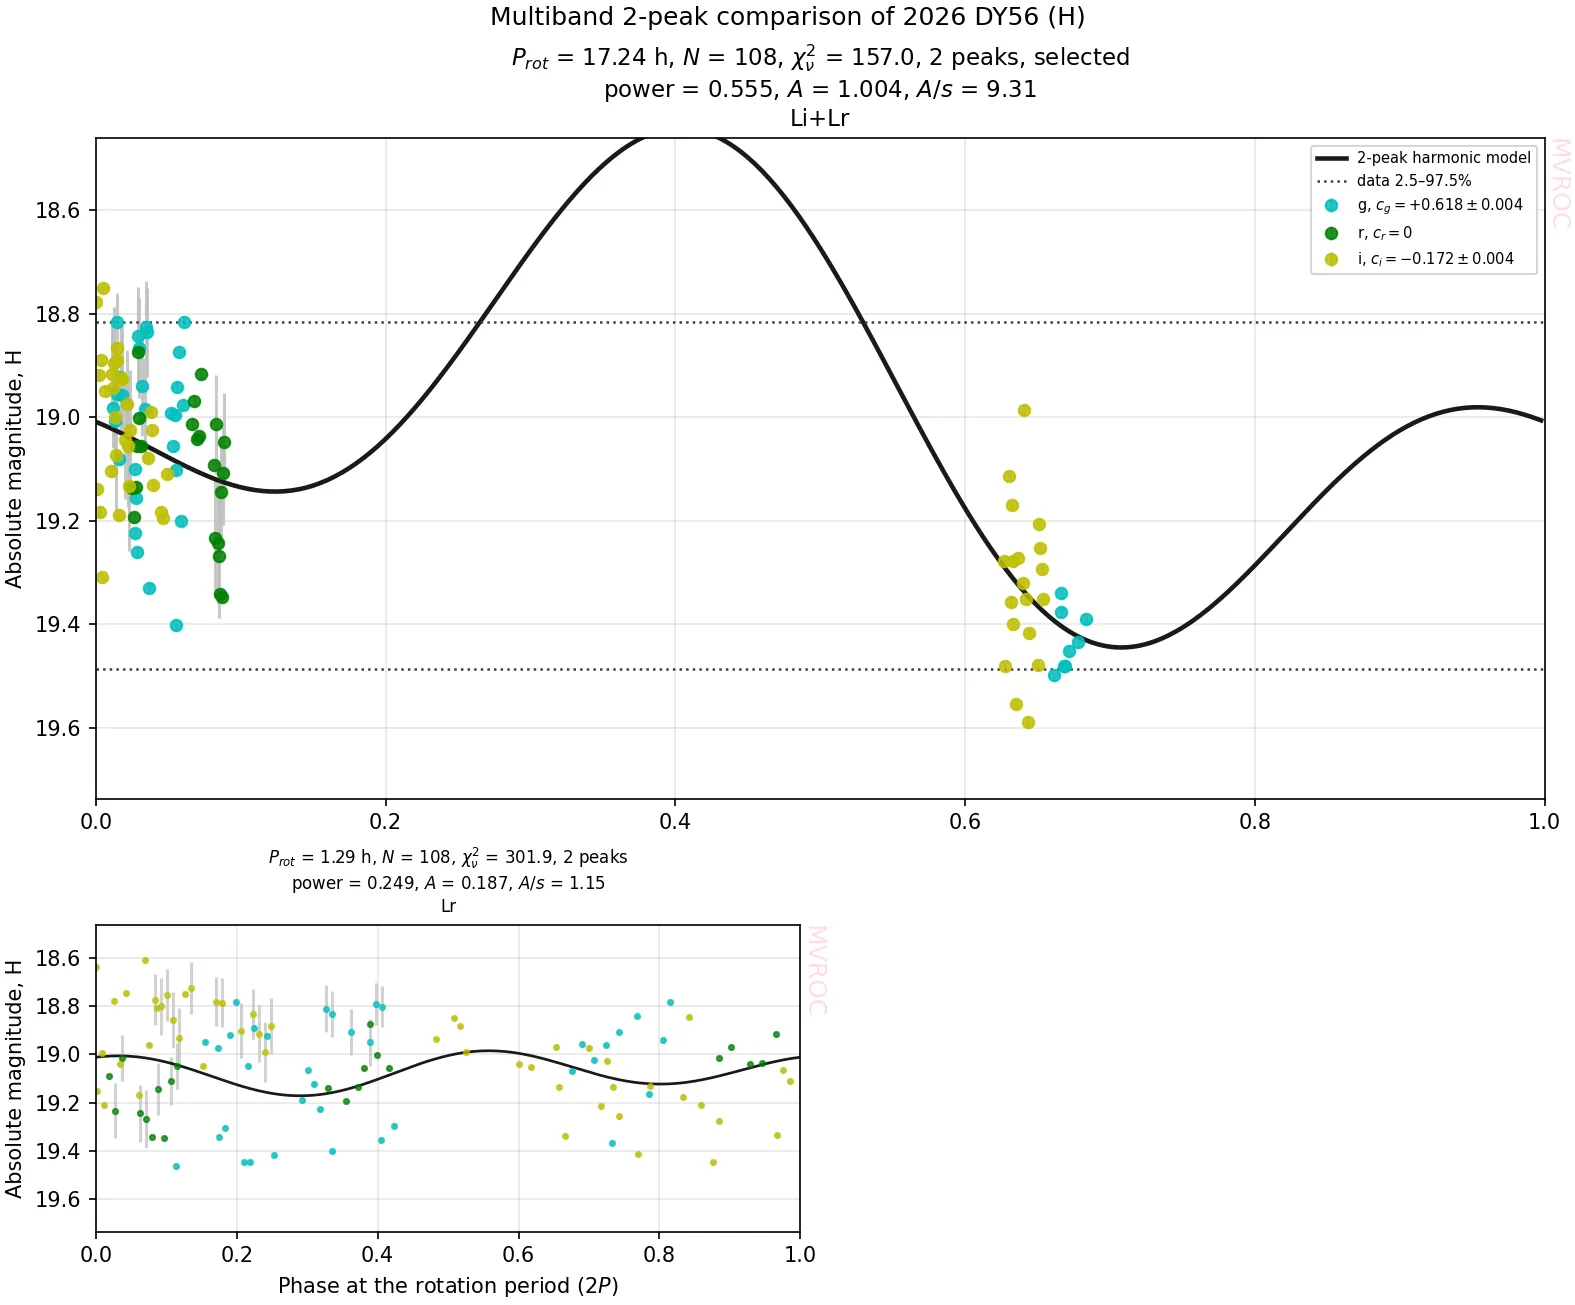 Multiband 2-peak comparison of 2026 DY56 (H)
P_rot = 17.24 h, N = 108, χ²_ν = 157.0, 2 peaks, selected
power = 0.555, A = 1.004, A/s = 9.31
Li+Lr
Absolute magnitude, H
18.6
18.8
19.0
19.2
19.4
19.6
0.0 0.2 0.4 0.6 0.8 1.0
2-peak harmonic model
data 2.5–97.5%
g, c_g = +0.618 ± 0.004
r, c_r = 0
i, c_i = −0.172 ± 0.004
MVROC
P_rot = 1.29 h, N = 108, χ²_ν = 301.9, 2 peaks
power = 0.249, A = 0.187, A/s = 1.15
Lr
Absolute magnitude, H
18.6
18.8
19.0
19.2
19.4
19.6
0.0 0.2 0.4 0.6 0.8 1.0
Phase at the rotation period (2P)
MVROC